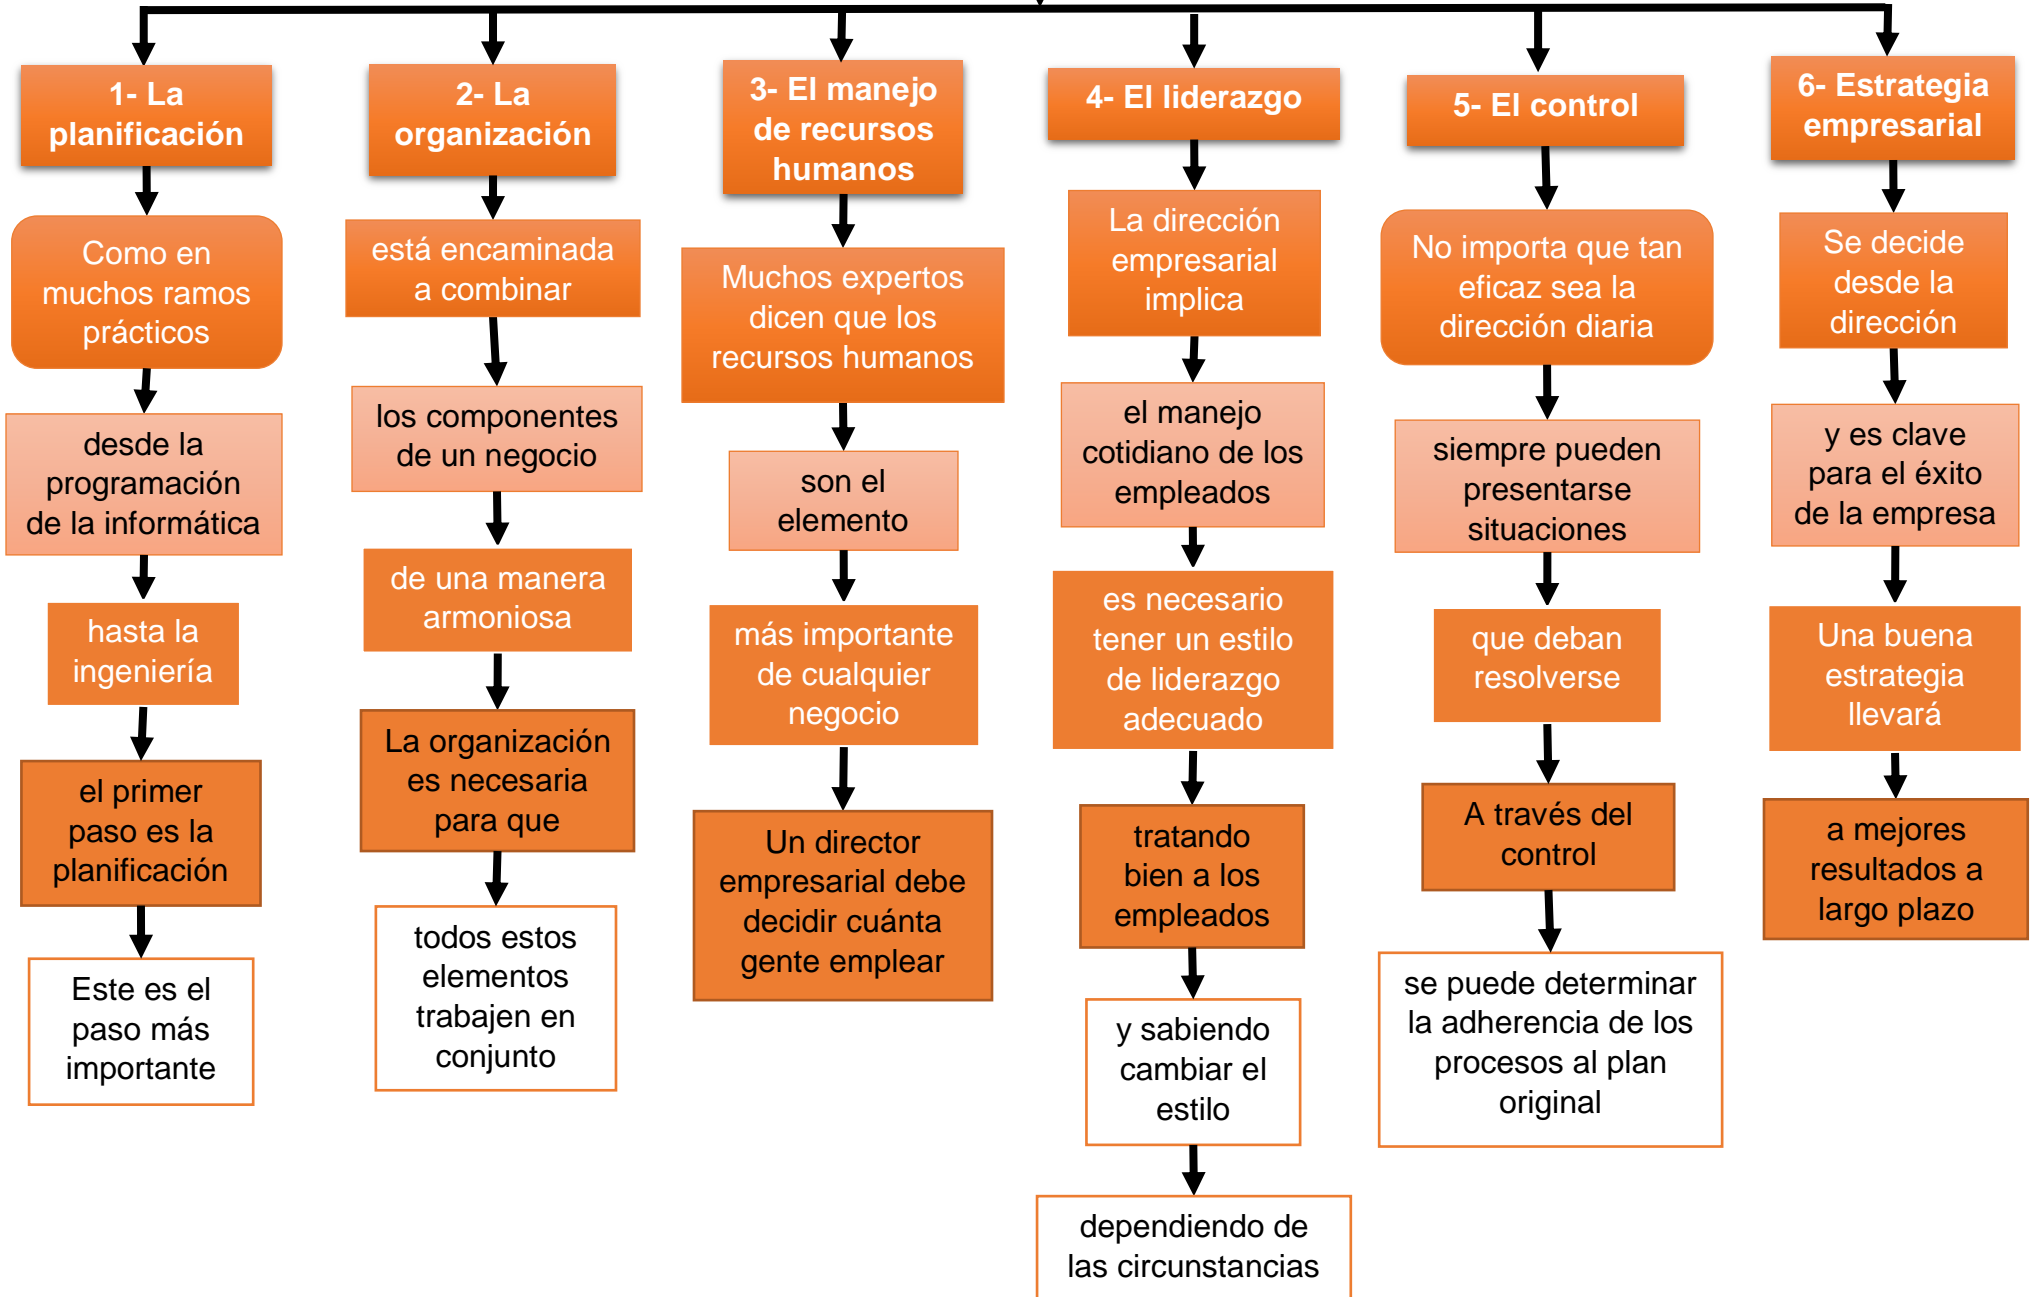 1- La
planificación
Como en
muchos ramos
prácticos
desde la
programación
de la informática
hasta la
ingeniería
el primer
paso es la
planificación
Este es el
paso más
importante
2- La
organización
está encaminada
a combinar
los componentes
de un negocio
de una manera
armoniosa
La organización
es necesaria
para que
todos estos
elementos
trabajen en
conjunto
3- El manejo
de recursos
humanos
Muchos expertos
dicen que los
recursos humanos
son el
elemento
más importante
de cualquier
negocio
Un director
empresarial debe
decidir cuánta
gente emplear
4- El liderazgo
La dirección
empresarial
implica
el manejo
cotidiano de los
empleados
es necesario
tener un estilo
de liderazgo
adecuado
tratando
bien a los
empleados
y sabiendo
cambiar el
estilo
dependiendo de
las circunstancias
5- El control
No importa que tan
eficaz sea la
dirección diaria
siempre pueden
presentarse
situaciones
que deban
resolverse
A través del
control
se puede determinar
la adherencia de los
procesos al plan
original
6- Estrategia
empresarial
Se decide
desde la
dirección
y es clave
para el éxito
de la empresa
Una buena
estrategia
llevará
a mejores
resultados a
largo plazo